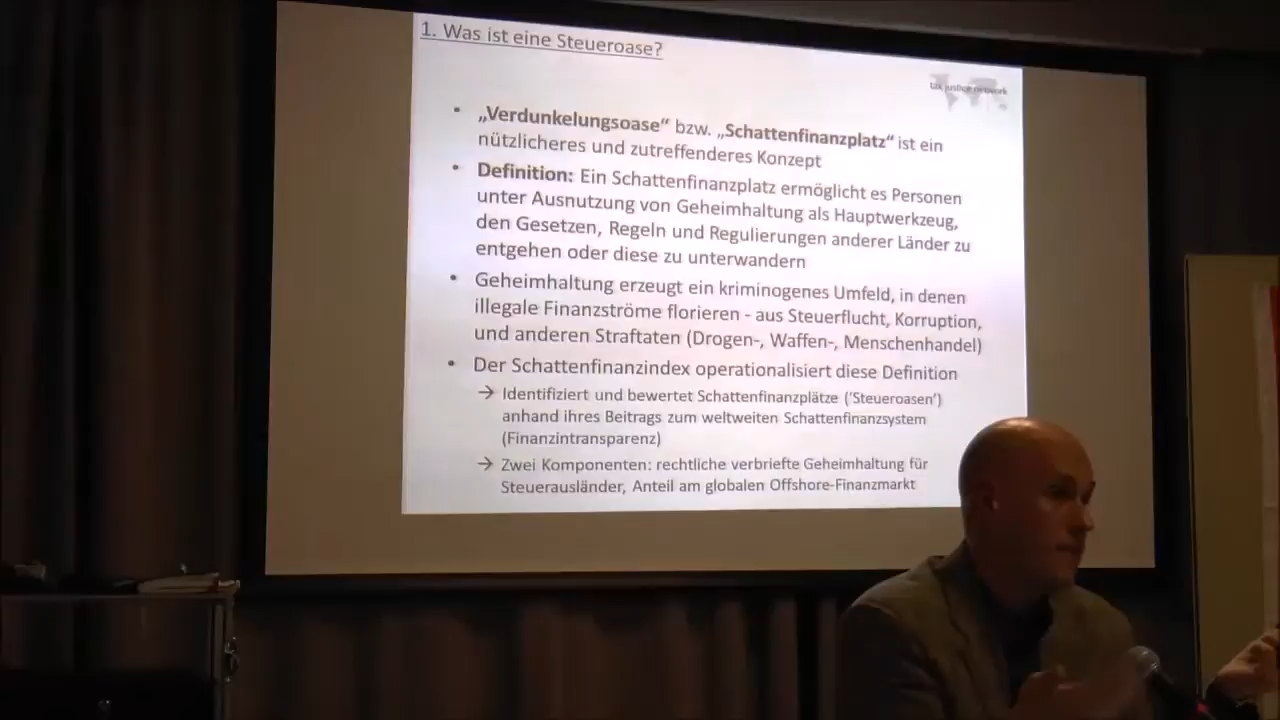 1. Was ist eine Steueroase?
tax justice network
• „Verdunkelungsoase“ bzw. „Schattenfinanzplatz“ ist ein
nützlicheres und zutreffenderes Konzept
• Definition: Ein Schattenfinanzplatz ermöglicht es Personen
unter Ausnutzung von Geheimhaltung als Hauptwerkzeug,
den Gesetzen, Regeln und Regulierungen anderer Länder zu
entgehen oder diese zu unterwandern
• Geheimhaltung erzeugt ein kriminogenes Umfeld, in denen
illegale Finanzströme florieren - aus Steuerflucht, Korruption,
und anderen Straftaten (Drogen-, Waffen-, Menschenhandel)
• Der Schattenfinanzindex operationalisiert diese Definition
→ Identifiziert und bewertet Schattenfinanzplätze (‘Steueroasen’)
anhand ihres Beitrags zum weltweiten Schattenfinanzsystem
(Finanzintransparenz)
→ Zwei Komponenten: rechtliche verbriefte Geheimhaltung für
Steuerausländer, Anteil am globalen Offshore-Finanzmarkt